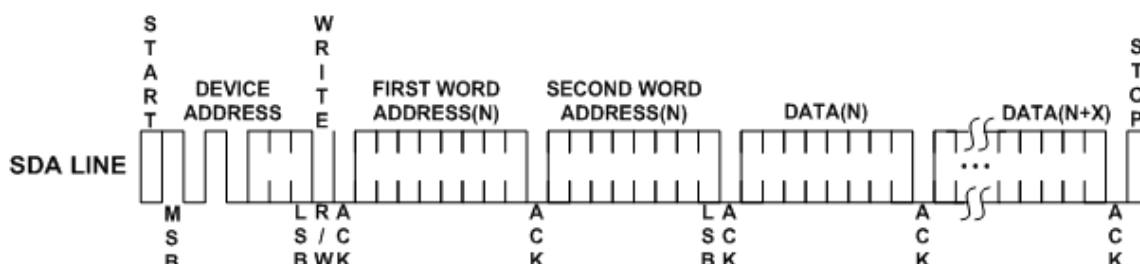 START
WRITE
STOP
DEVICE
ADDRESS
FIRST WORD
ADDRESS(N)
SECOND WORD
ADDRESS(N)
DATA(N)
DATA(N+X)
SDA LINE
...
MSB
LSB
R/W
ACK
ACK
LSB
ACK
ACK
ACK